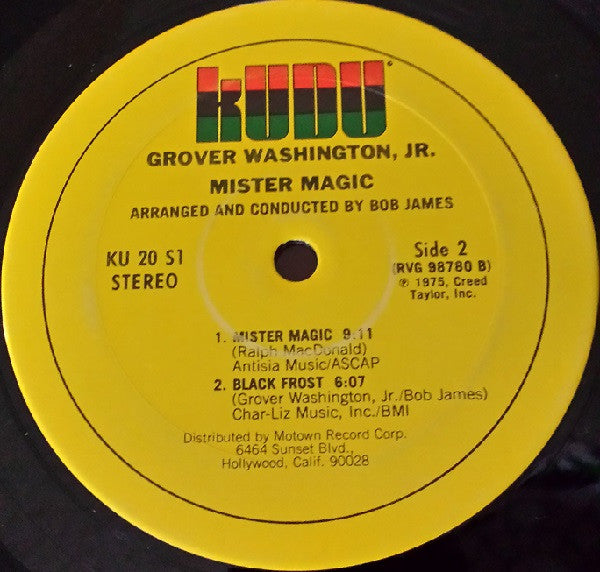 KUDU
GROVER WASHINGTON, JR.
MISTER MAGIC
ARRANGED AND CONDUCTED BY BOB JAMES
KU 20 S1
STEREO
Side 2
(RVG 98780 B)
℗ 1975, Creed
Taylor, Inc.
1. MISTER MAGIC 9:11
(Ralph MacDonald)
Antisia Music/ASCAP
2. BLACK FROST 6:07
(Grover Washington, Jr./Bob James)
Char-Liz Music, Inc./BMI
Distributed by Motown Record Corp.
6464 Sunset Blvd.,
Hollywood, Calif. 90028